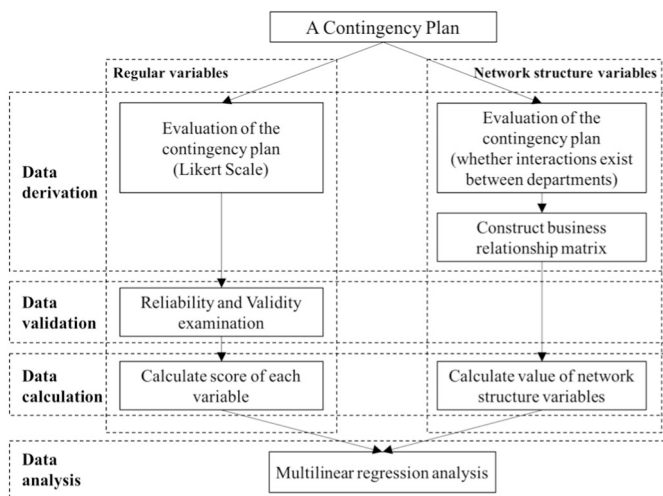 A Contingency Plan
Regular variables
Network structure variables
Data
derivation
Evaluation of the
contingency plan
(Likert Scale)
Evaluation of the
contingency plan
(whether interactions exist
between departments)
Construct business
relationship matrix
Data
validation
Reliability and Validity
examination
Data
calculation
Calculate score of each
variable
Calculate value of network
structure variables
Data
analysis
Multilinear regression analysis